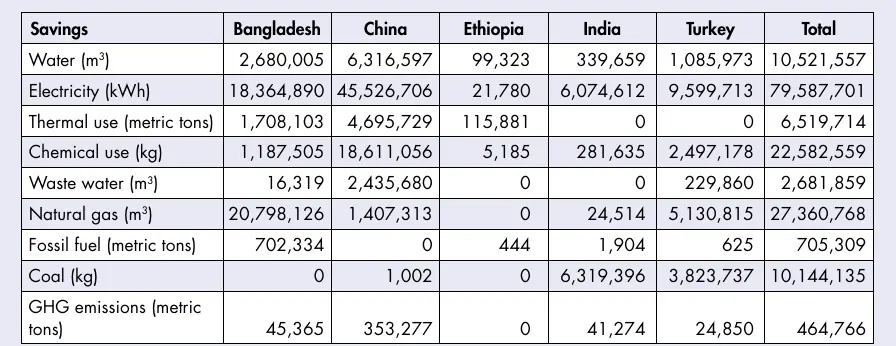 Savings Bangladesh China Ethiopia India Turkey Total
Water (m³) 2,680,005 6,316,597 99,323 339,659 1,085,973 10,521,557
Electricity (kWh) 18,364,890 45,526,706 21,780 6,074,612 9,599,713 79,587,701
Thermal use (metric tons) 1,708,103 4,695,729 115,881 0 0 6,519,714
Chemical use (kg) 1,187,505 18,611,056 5,185 281,635 2,497,178 22,582,559
Waste water (m³) 16,319 2,435,680 0 0 229,860 2,681,859
Natural gas (m³) 20,798,126 1,407,313 0 24,514 5,130,815 27,360,768
Fossil fuel (metric tons) 702,334 0 444 1,904 625 705,309
Coal (kg) 0 1,002 0 6,319,396 3,823,737 10,144,135
GHG emissions (metric
tons) 45,365 353,277 0 41,274 24,850 464,766